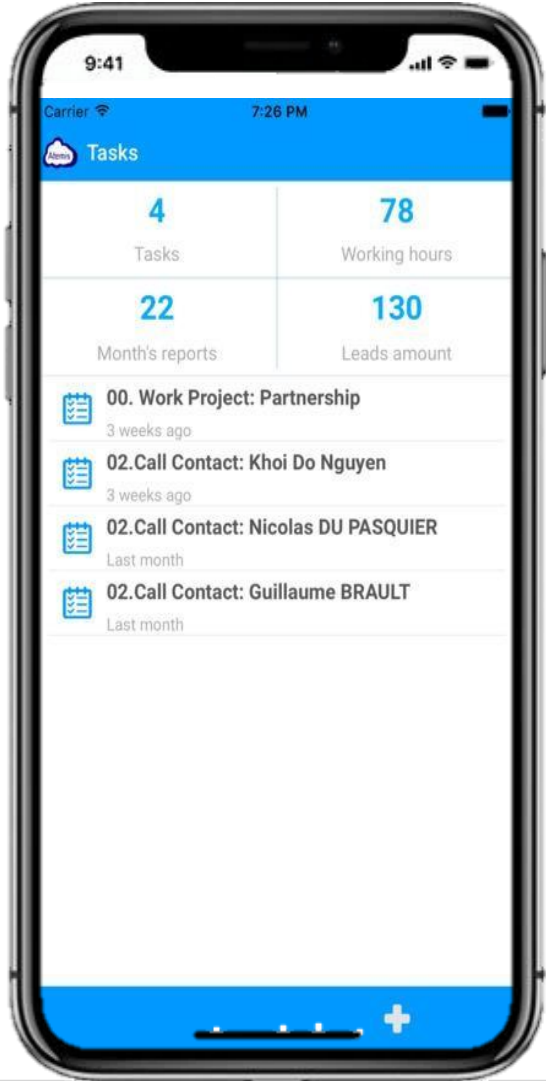 9:41
Carrier 7:26 PM
Atemis Tasks
4 78
Tasks Working hours
22 130
Month's reports Leads amount
00. Work Project: Partnership
3 weeks ago
02.Call Contact: Khoi Do Nguyen
3 weeks ago
02.Call Contact: Nicolas DU PASQUIER
Last month
02.Call Contact: Guillaume BRAULT
Last month